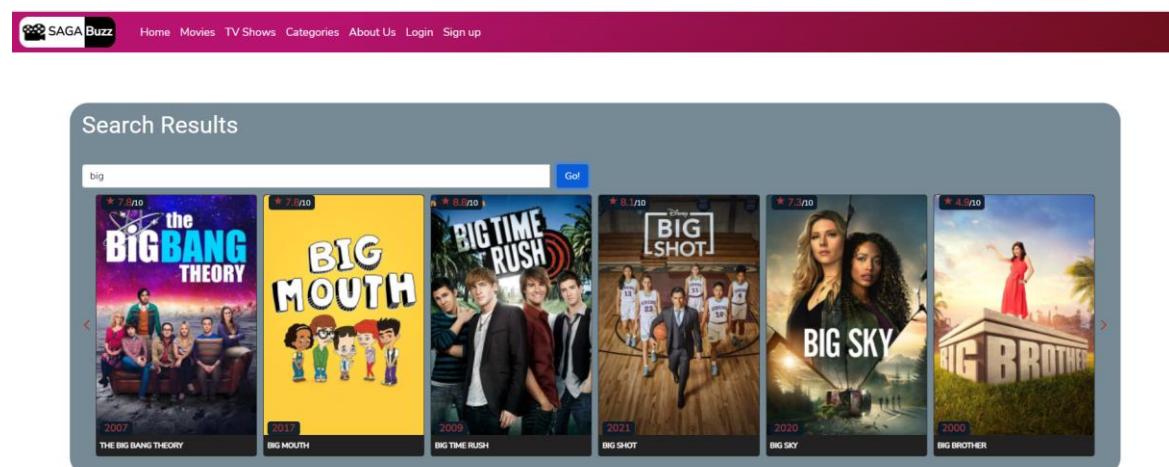 SAGA Buzz Home Movies TV Shows Categories About Us Login Sign up
Search Results
big Go!
★ 7.8/10
the
BIG BANG
THEORY
2007
THE BIG BANG THEORY
★ 7.8/10
BIG
MOUTH
2017
BIG MOUTH
★ 8.8/10
BIG TIME
RUSH
2009
BIG TIME RUSH
★ 8.1/10
Disney
BIG
SHOT
2021
BIG SHOT
★ 7.3/10
BIG SKY
2020
BIG SKY
★ 4.9/10
BIG BROTHER
2000
BIG BROTHER